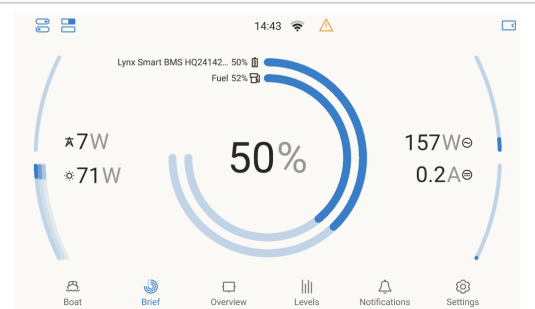 14:43
Lynx Smart BMS HQ24142... 50%
Fuel 52%
7W
71W
50%
157W
0.2A
Boat
Brief
Overview
Levels
Notifications
Settings